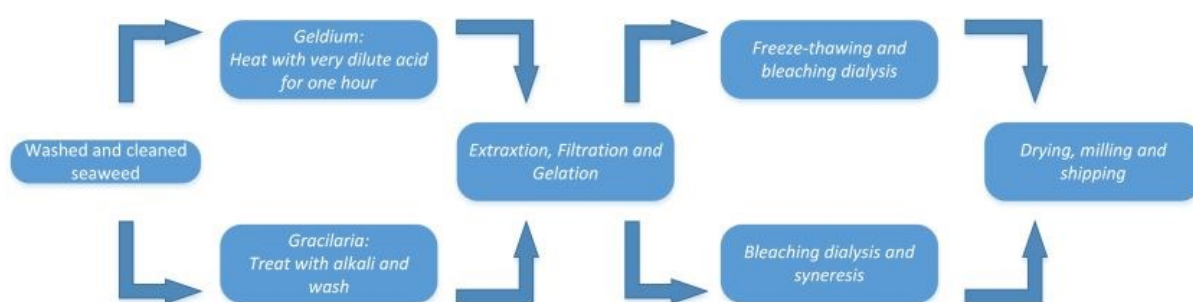 Washed and cleaned
seaweed
Geldium:
Heat with very dilute acid
for one hour
Gracilaria:
Treat with alkali and
wash
Extraxtion, Filtration and
Gelation
Freeze-thawing and
bleaching dialysis
Bleaching dialysis and
syneresis
Drying, milling and
shipping